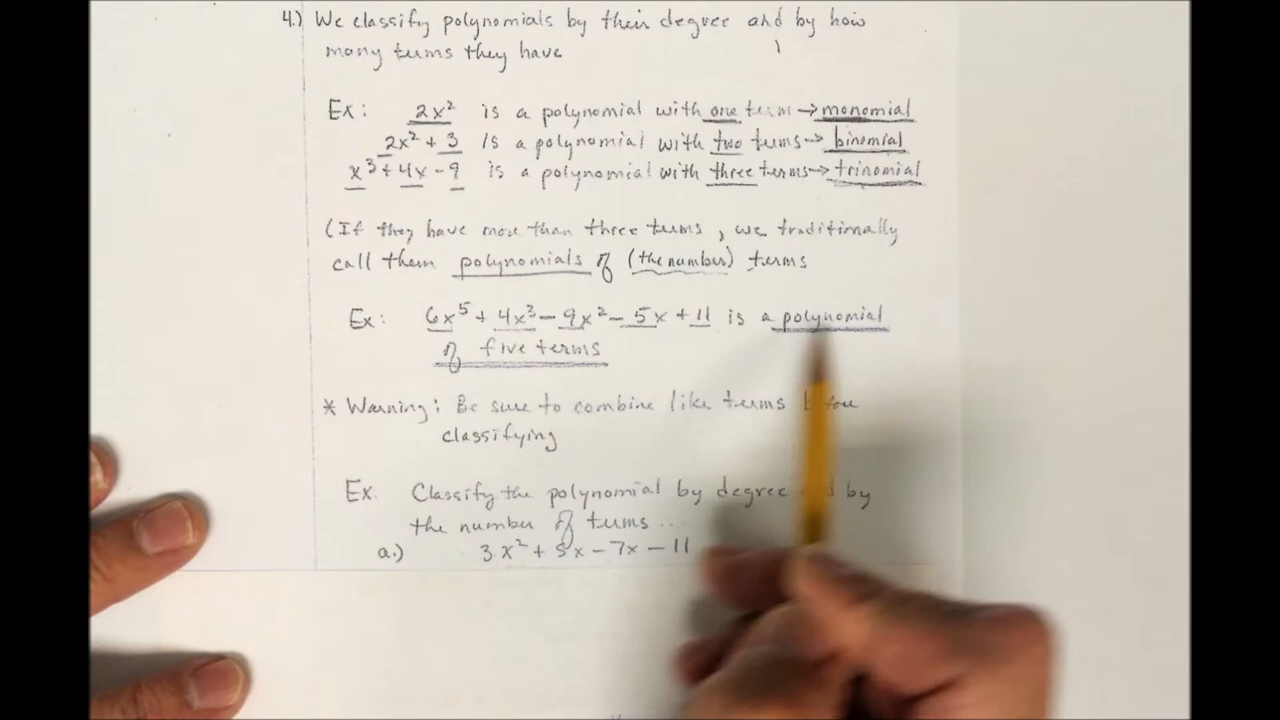 4.) We classify polynomials by their degree and by how
many terms they have
Ex: 2x² is a polynomial with one term → monomial
2x² + 3 is a polynomial with two terms → binomial
x³ + 4x - 9 is a polynomial with three terms → trinomial
(If they have more than three terms, we traditionally
call them polynomials of (the number) terms
Ex: 6x⁵ + 4x³ - 9x² - 5x + 11 is a polynomial
of five terms
* Warning: Be sure to combine like terms before
classifying
Ex. Classify the polynomial by degree and by
the number of terms ...
a.) 3x² + 5x - 7x - 11